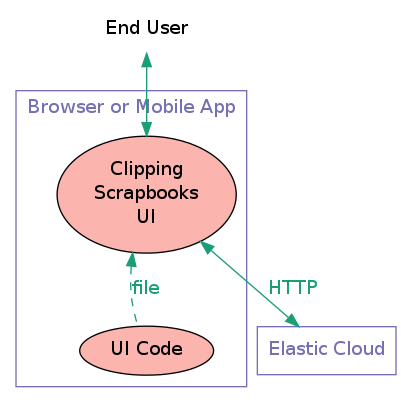 End User
Browser or Mobile App
Clipping
Scrapbooks
UI
file
HTTP
UI Code
Elastic Cloud